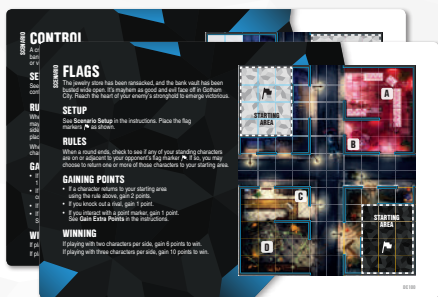 SCENARIO
CONTROL
SCENARIO
FLAGS
The jewelry store has been ransacked, and the bank vault has been
busted wide open. It's mayhem as good and evil face off in Gotham
City. Reach the heart of your enemy's stronghold to emerge victorious.
SETUP
See Scenario Setup in the instructions. Place the flag
markers as shown.
RULES
When a round ends, check to see if any of your standing characters
are on or adjacent to your opponent's flag marker. If so, you may
choose to return one or more of those characters to your starting area.
GAINING POINTS
• If a character returns to your starting area
using the rule above, gain 2 points.
• If you knock out a rival, gain 1 point.
• If you interact with a point marker, gain 1 point.
See Gain Extra Points in the instructions.
WINNING
If playing with two characters per side, gain 6 points to win.
If playing with three characters per side, gain 10 points to win.
STARTING
AREA
A
B
C
D
STARTING
AREA